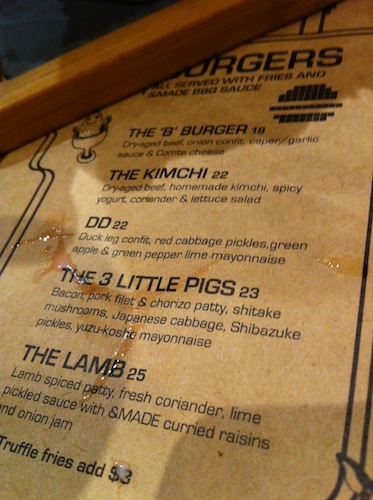 BURGERS
ALL SERVED WITH FRIES AND
&MADE BBQ SAUCE
THE 'B' BURGER 19
Dry-aged beef, onion confit, caper/garlic
sauce & Comte cheese
THE KIMCHI 22
Dry-aged beef, homemade kimchi, spicy
yogurt, coriander & lettuce salad
DD 22
Duck leg confit, red cabbage pickles,green
apple & green pepper lime mayonnaise
THE 3 LITTLE PIGS 23
Bacon, pork filet & chorizo patty, shitake
mushrooms, Japanese cabbage, Shibazuke
pickles, yuzu-kosho mayonnaise
THE LAMB 25
Lamb spiced patty, fresh coriander, lime
pickled sauce with &MADE curried raisins
and onion jam
Truffle fries add $3